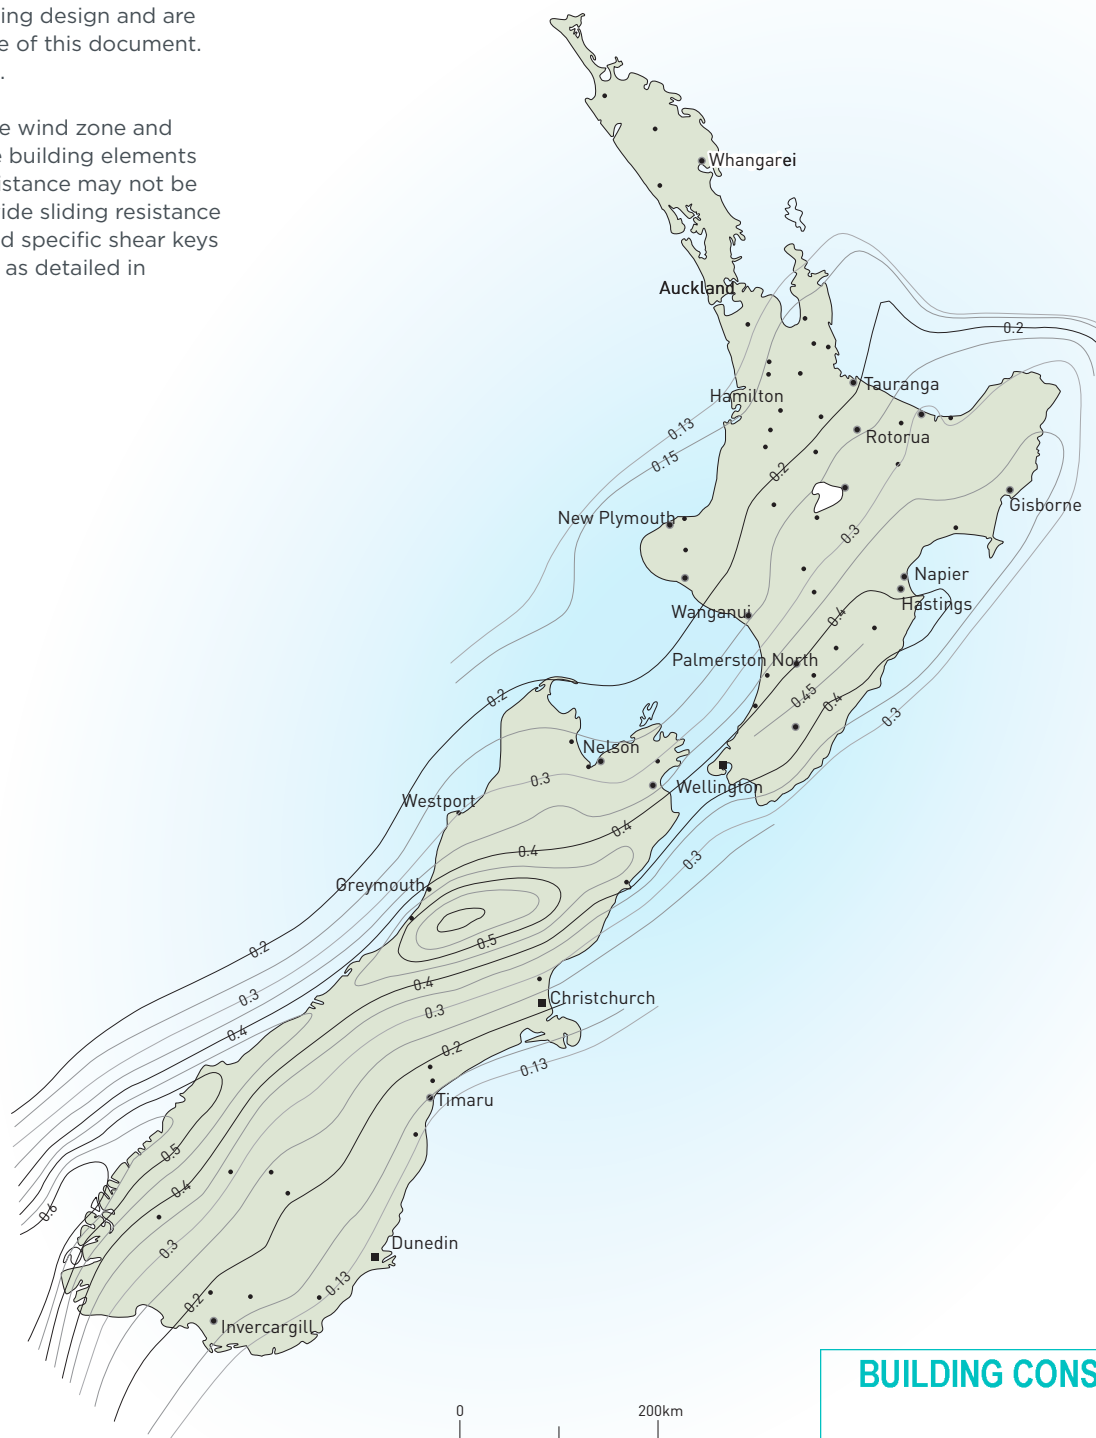 ing design and are
e of this document.
.
e wind zone and
e building elements
istance may not be
ide sliding resistance
d specific shear keys
as detailed in
Whangarei
Auckland
0.2
Tauranga
Hamilton
0.13
Rotorua
0.15
0.2
Gisborne
New Plymouth
0.3
Napier
Hastings
Wanganui
0.4
Palmerston North
0.2
0.45
0.4
0.3
Nelson
0.3
Wellington
Westport
0.4
0.4
0.3
Greymouth
0.5
0.2
0.4
0.3
Christchurch
0.3
0.4
0.2
0.13
Timaru
0.5
0.4
0.6
0.3
Dunedin
0.13
0.2
Invercargill
BUILDING CONS
0 200km